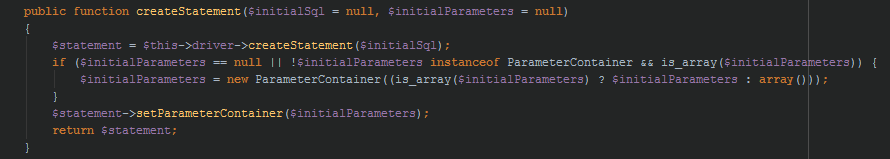 public function createStatement($initialSql = null, $initialParameters = null)
{
$statement = $this->driver->createStatement($initialSql);
if ($initialParameters == null || !$initialParameters instanceof ParameterContainer && is_array($initialParameters)) {
$initialParameters = new ParameterContainer((is_array($initialParameters) ? $initialParameters : array()));
}
$statement->setParameterContainer($initialParameters);
return $statement;
}